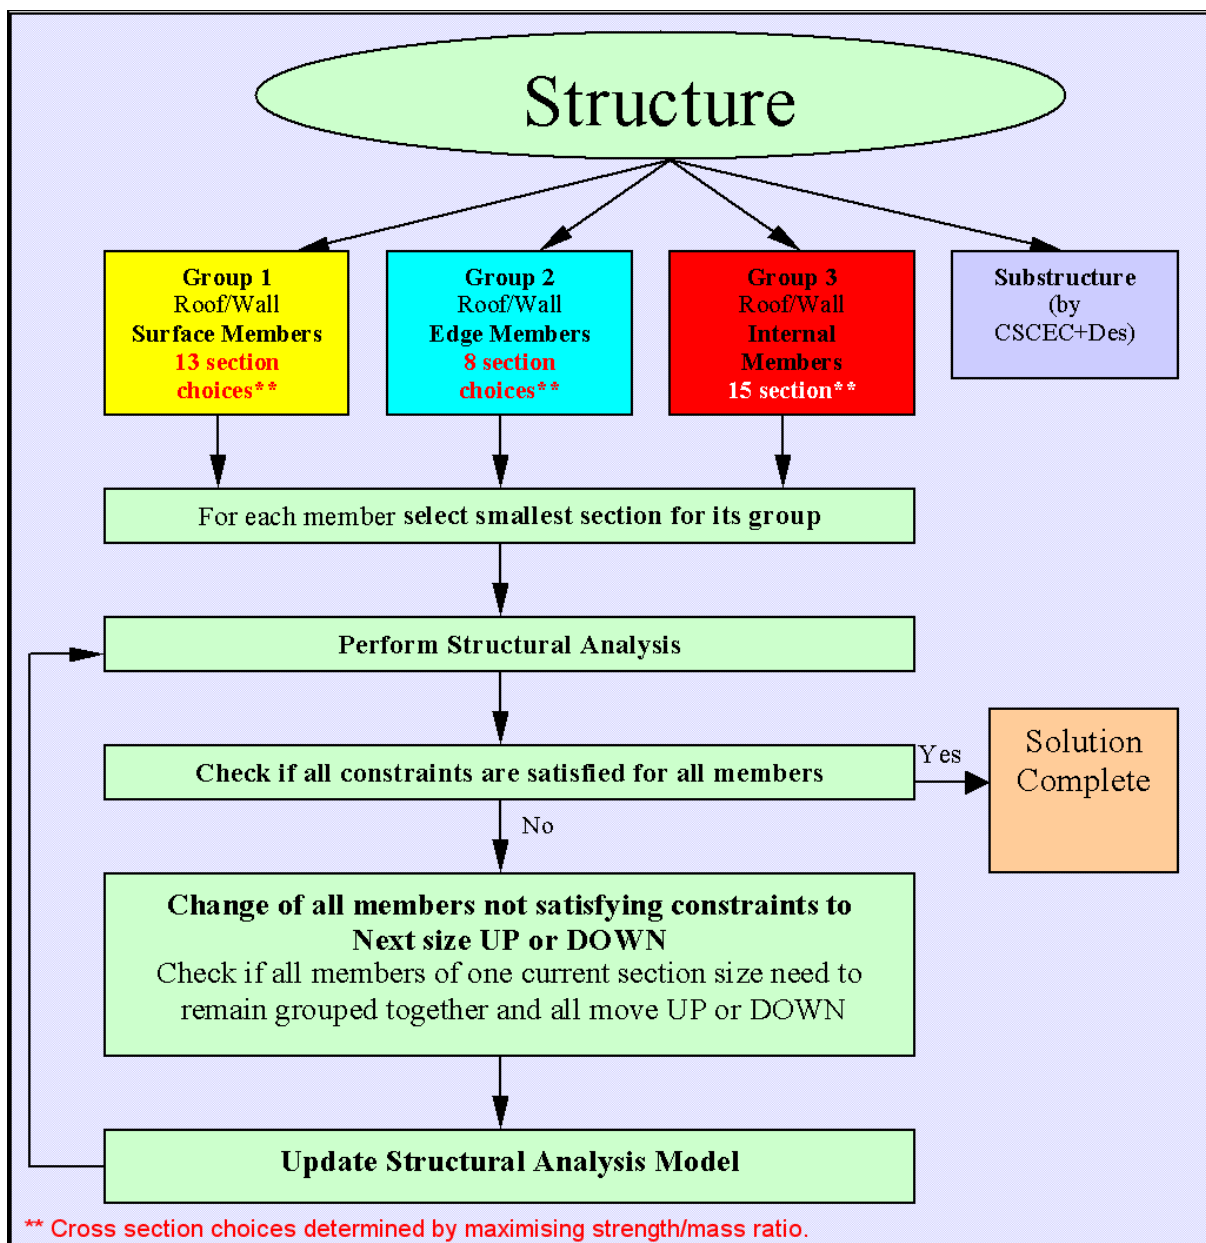 Structure
Group 1
Roof/Wall
Surface Members
13 section
choices**
Group 2
Roof/Wall
Edge Members
8 section
choices**
Group 3
Roof/Wall
Internal
Members
15 section**
Substructure
(by
CSCEC+Des)
For each member select smallest section for its group
Perform Structural Analysis
Check if all constraints are satisfied for all members
Yes
Solution
Complete
No
Change of all members not satisfying constraints to
Next size UP or DOWN
Check if all members of one current section size need to
remain grouped together and all move UP or DOWN
Update Structural Analysis Model
** Cross section choices determined by maximising strength/mass ratio.